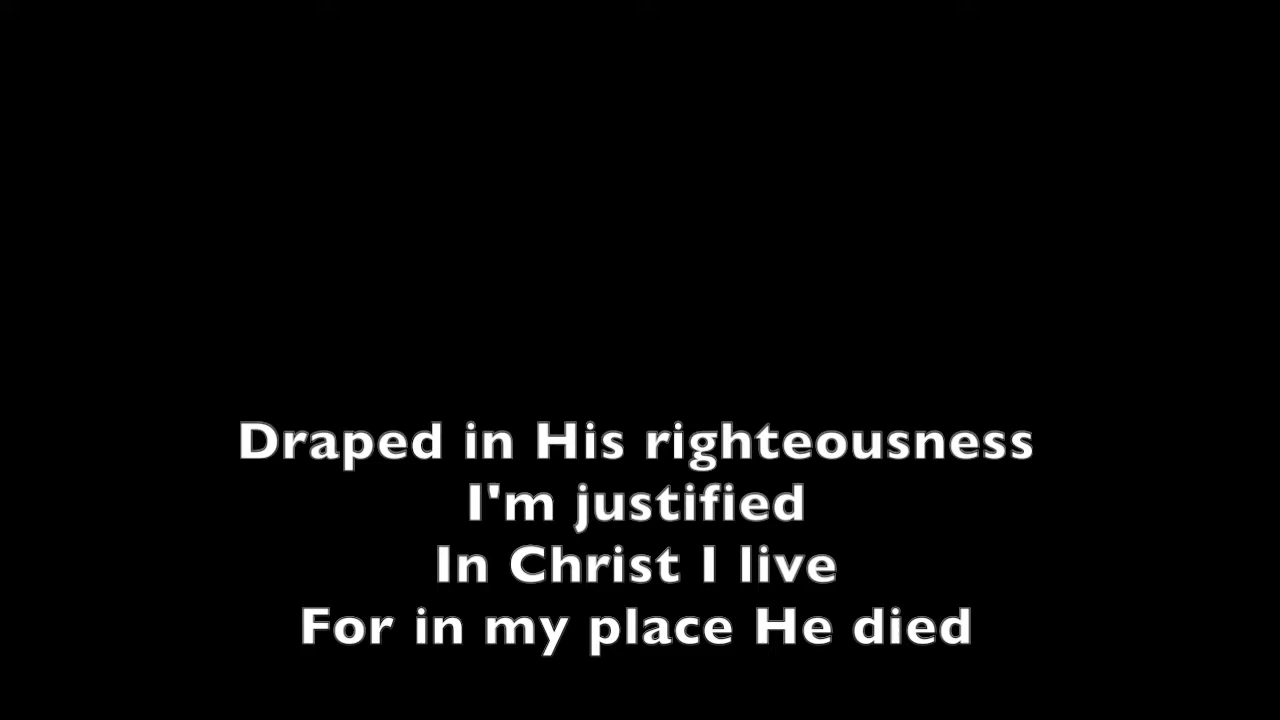 Draped in His righteousness
I'm justified
In Christ I live
For in my place He died